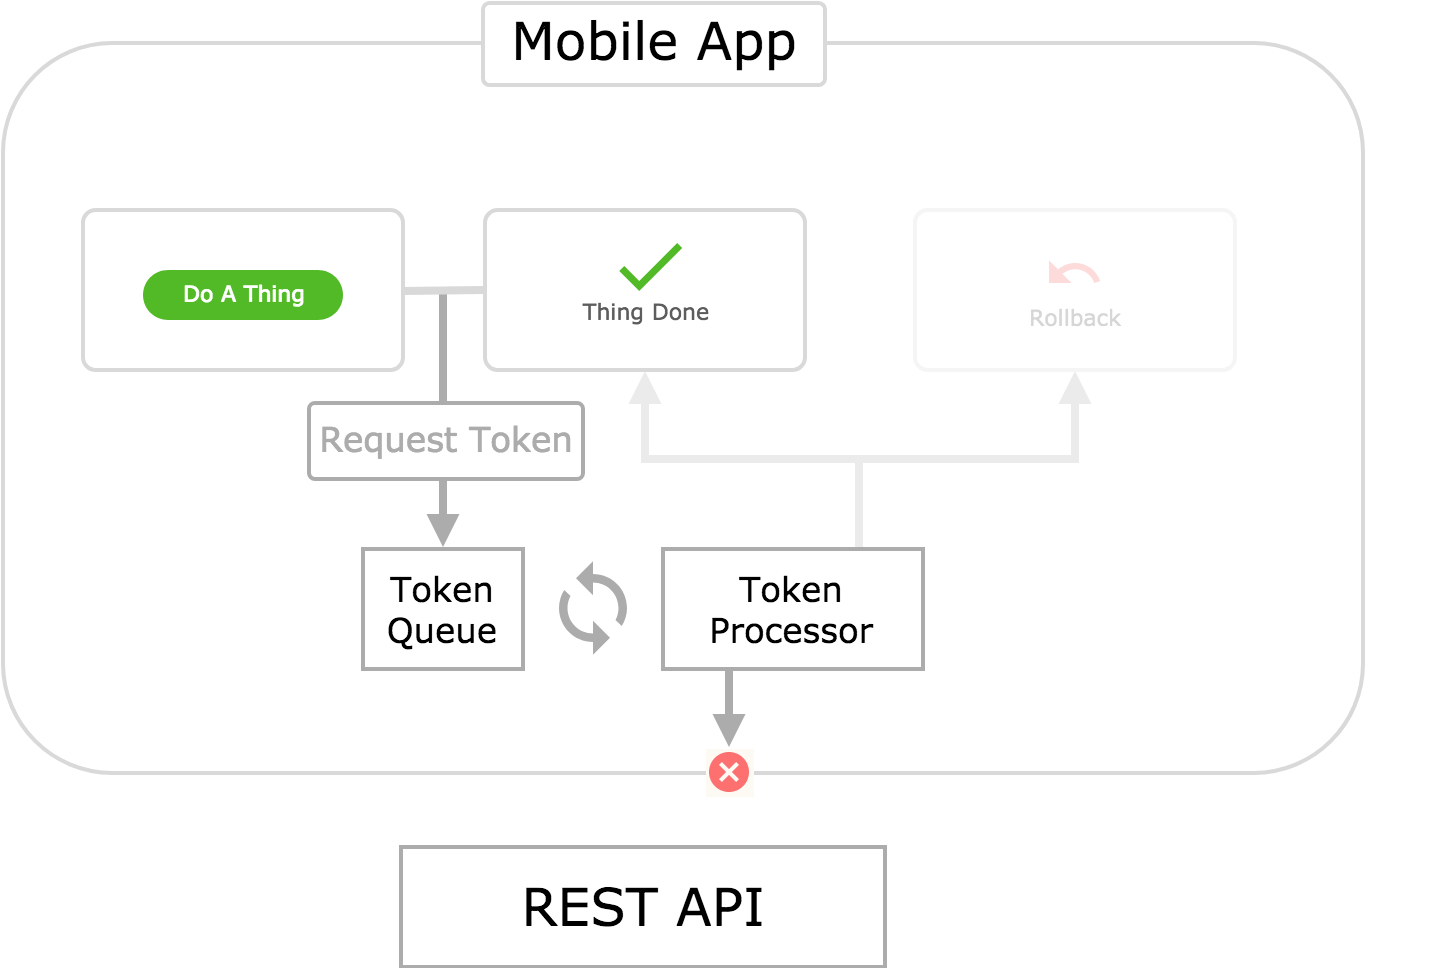 Mobile App
Do A Thing
Thing Done
Rollback
Request Token
Token
Queue
Token
Processor
REST API